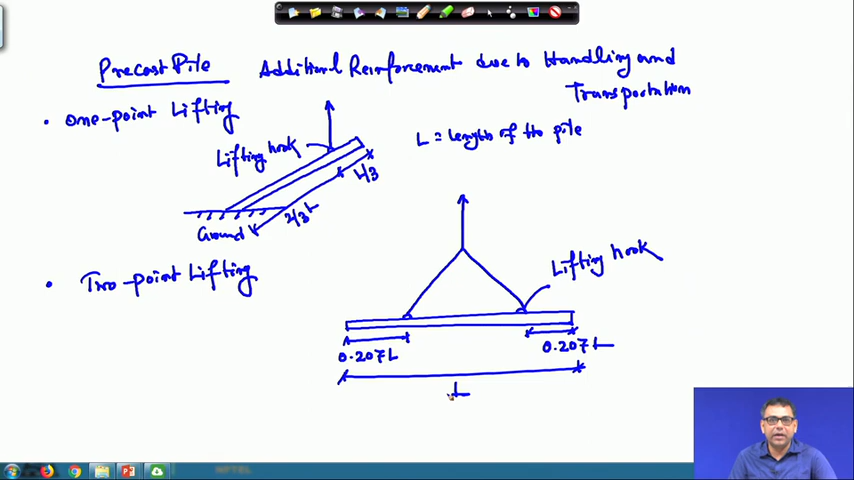 Precast Pile Additional Reinforcement due to Handling and
Transportation
• One-point Lifting
Lifting hook
L = length of the pile
L/3
2/3 L
Ground
• Two-point Lifting
Lifting hook
0.207L
0.207L
L
NPTEL